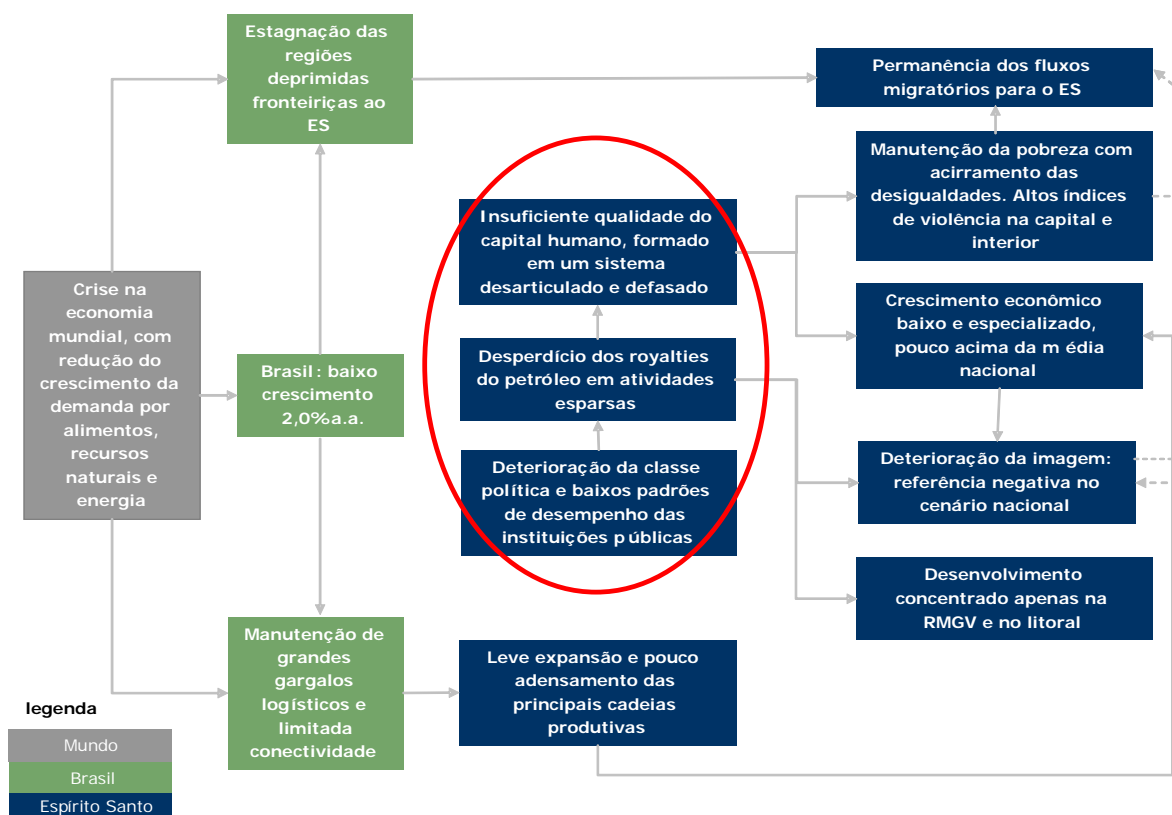 Estagnação das
regiões
deprimidas
fronteiriças ao
ES
Permanência dos fluxos
migratórios para o ES
Manutenção da pobreza com
acirramento das
desigualdades. Altos índices
de violência na capital e
interior
Insuficiente qualidade do
capital humano, formado
em um sistema
desarticulado e defasado
Crise na
economia
mundial, com
redução do
crescimento da
demanda por
alimentos,
recursos
naturais e
energia
Brasil: baixo
crescimento
2,0%a.a.
Desperdício dos royalties
do petróleo em atividades
esparsas
Crescimento econômico
baixo e especializado,
pouco acima da m édia
nacional
Deterioração da classe
política e baixos padrões
de desempenho das
instituições públicas
Deterioração da imagem:
referência negativa no
cenário nacional
Desenvolvimento
concentrado apenas na
RMGV e no litoral
Manutenção de
grandes
gargalos
logísticos e
limitada
conectividade
Leve expansão e pouco
adensamento das
principais cadeias
produtivas
legenda
Mundo
Brasil
Espírito Santo